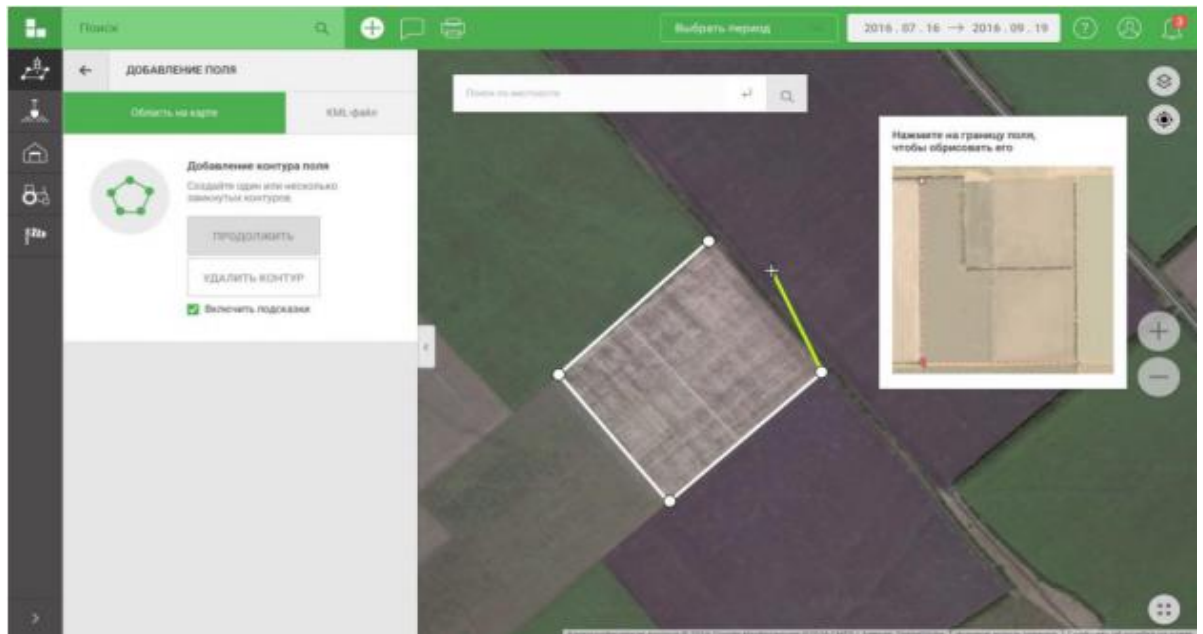 Поиск
Выбрать период
2016.07.16 → 2016.09.19
3
ДОБАВЛЕНИЕ ПОЛЯ
Область на карте
KML-файл
Добавление контура поля
Создайте один или несколько
замкнутых контуров
ПРОДОЛЖИТЬ
УДАЛИТЬ КОНТУР
Включить подсказки
Поиск по местности
Нажмите на границу поля,
чтобы обрисовать его